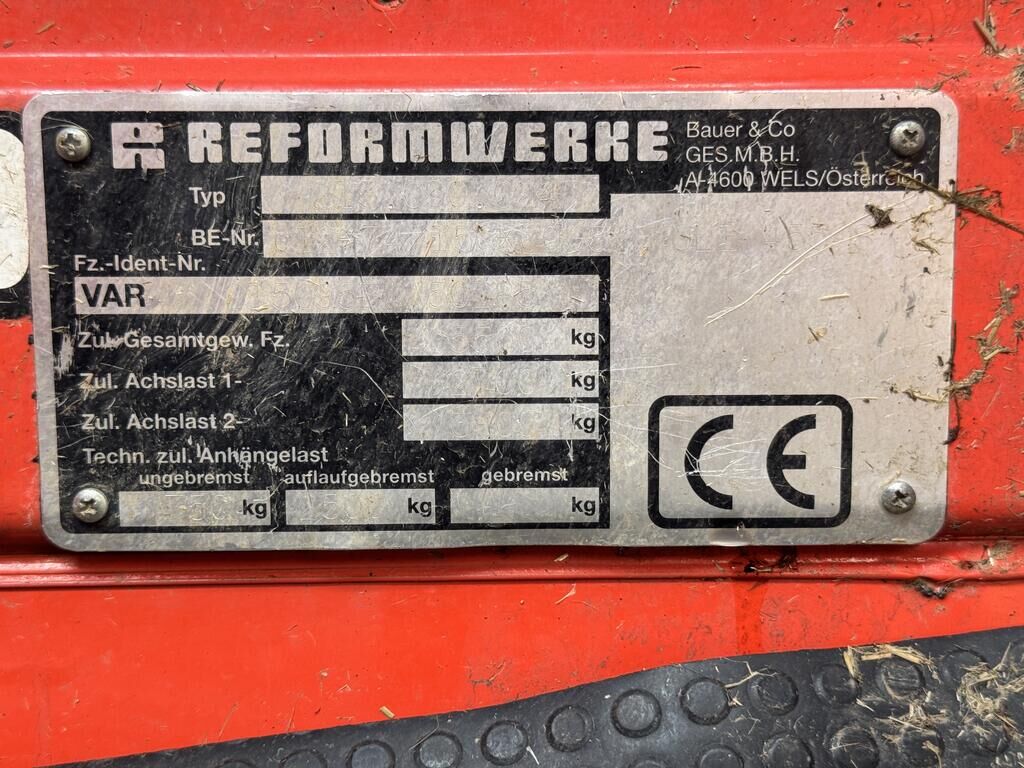 REFORMWERKE
Bauer & Co
GES.M.B.H.
A-4600 WELS/Österreich
Typ
BE-Nr.
Fz.-Ident-Nr.
VAR
Zul. Gesamtgew. Fz. kg
Zul. Achslast 1- kg
Zul. Achslast 2- kg
Techn. zul. Anhängelast
ungebremst auflaufgebremst gebremst
kg kg kg
CE